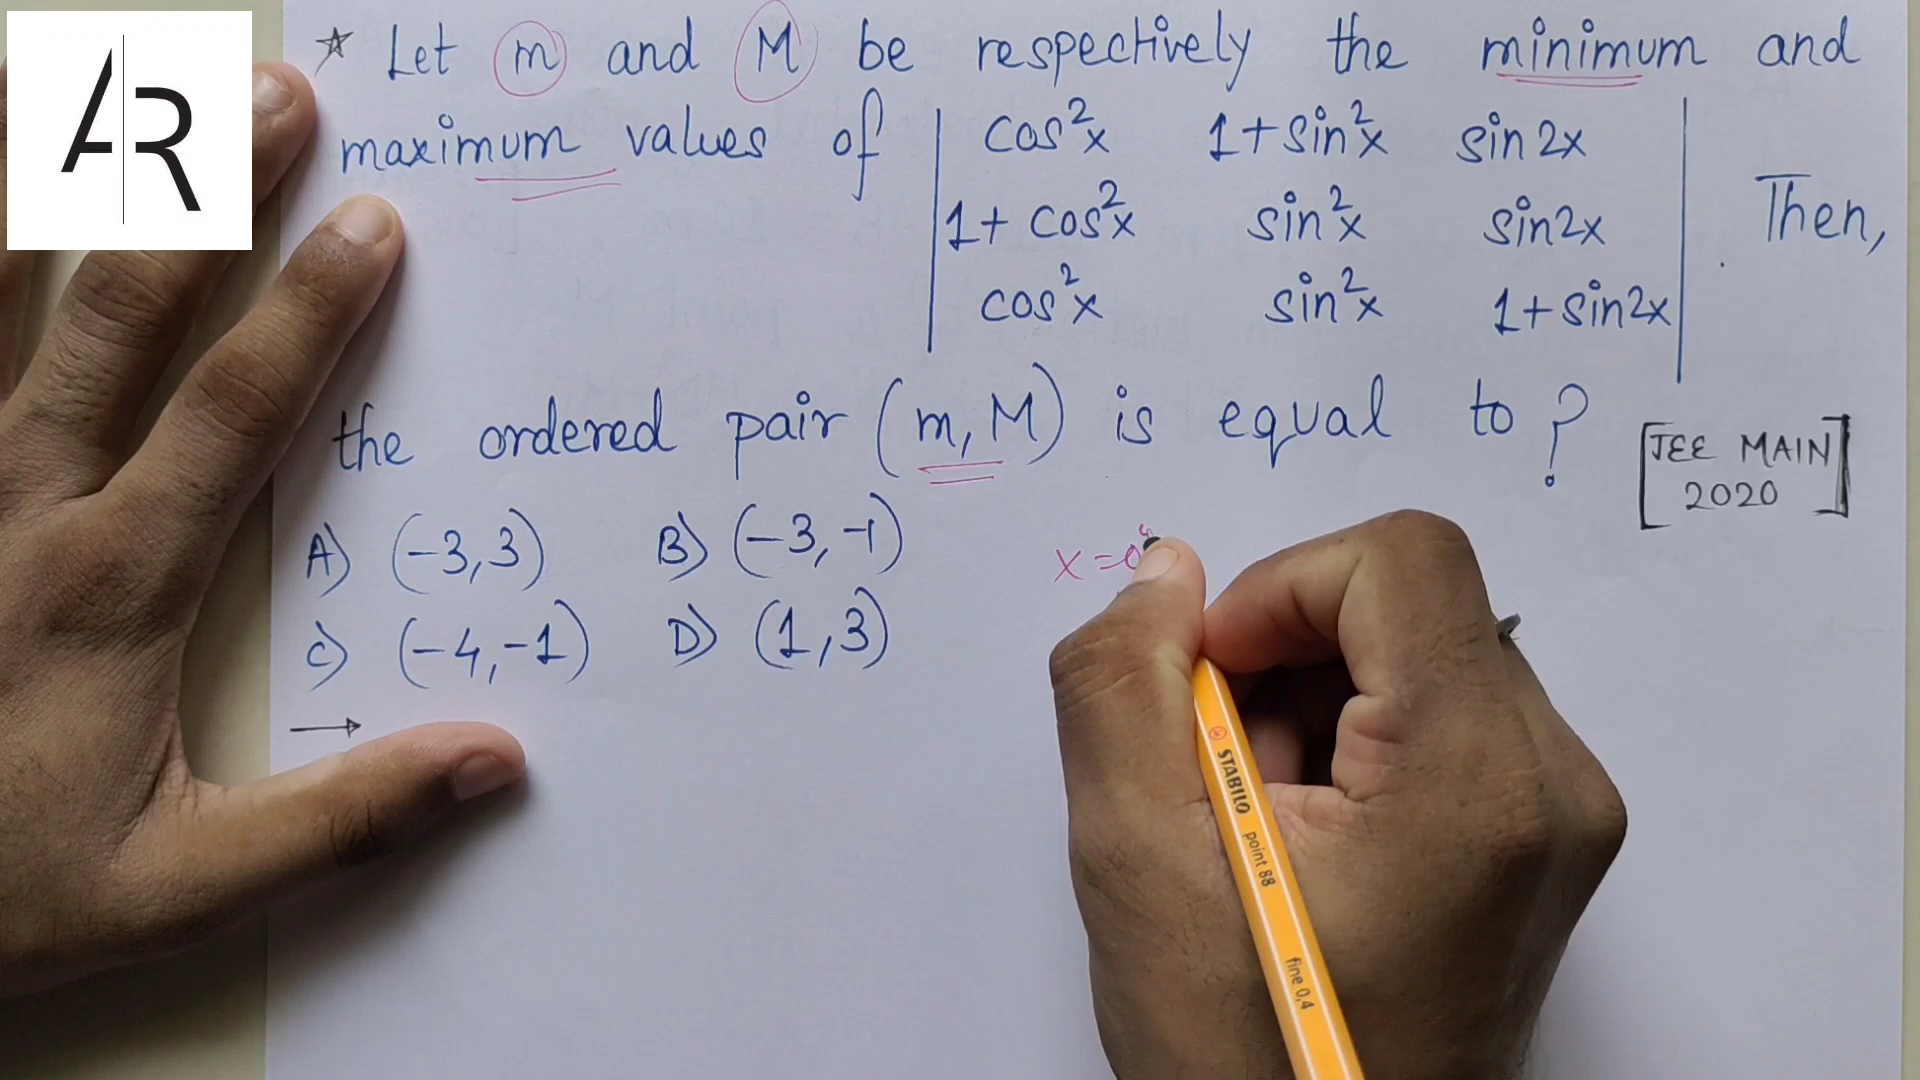 AR
☆ Let m and M be respectively the minimum and
maximum values of | cos²x 1+sin²x sin2x |
| 1+cos²x sin²x sin2x | . Then,
| cos²x sin²x 1+sin2x |
the ordered pair (m,M) is equal to?
[JEE MAIN
2020]
A) (-3,3) B) (-3,-1)
x=0°
C) (-4,-1) D) (1,3)
→
STABILO point 88 fine 0,4